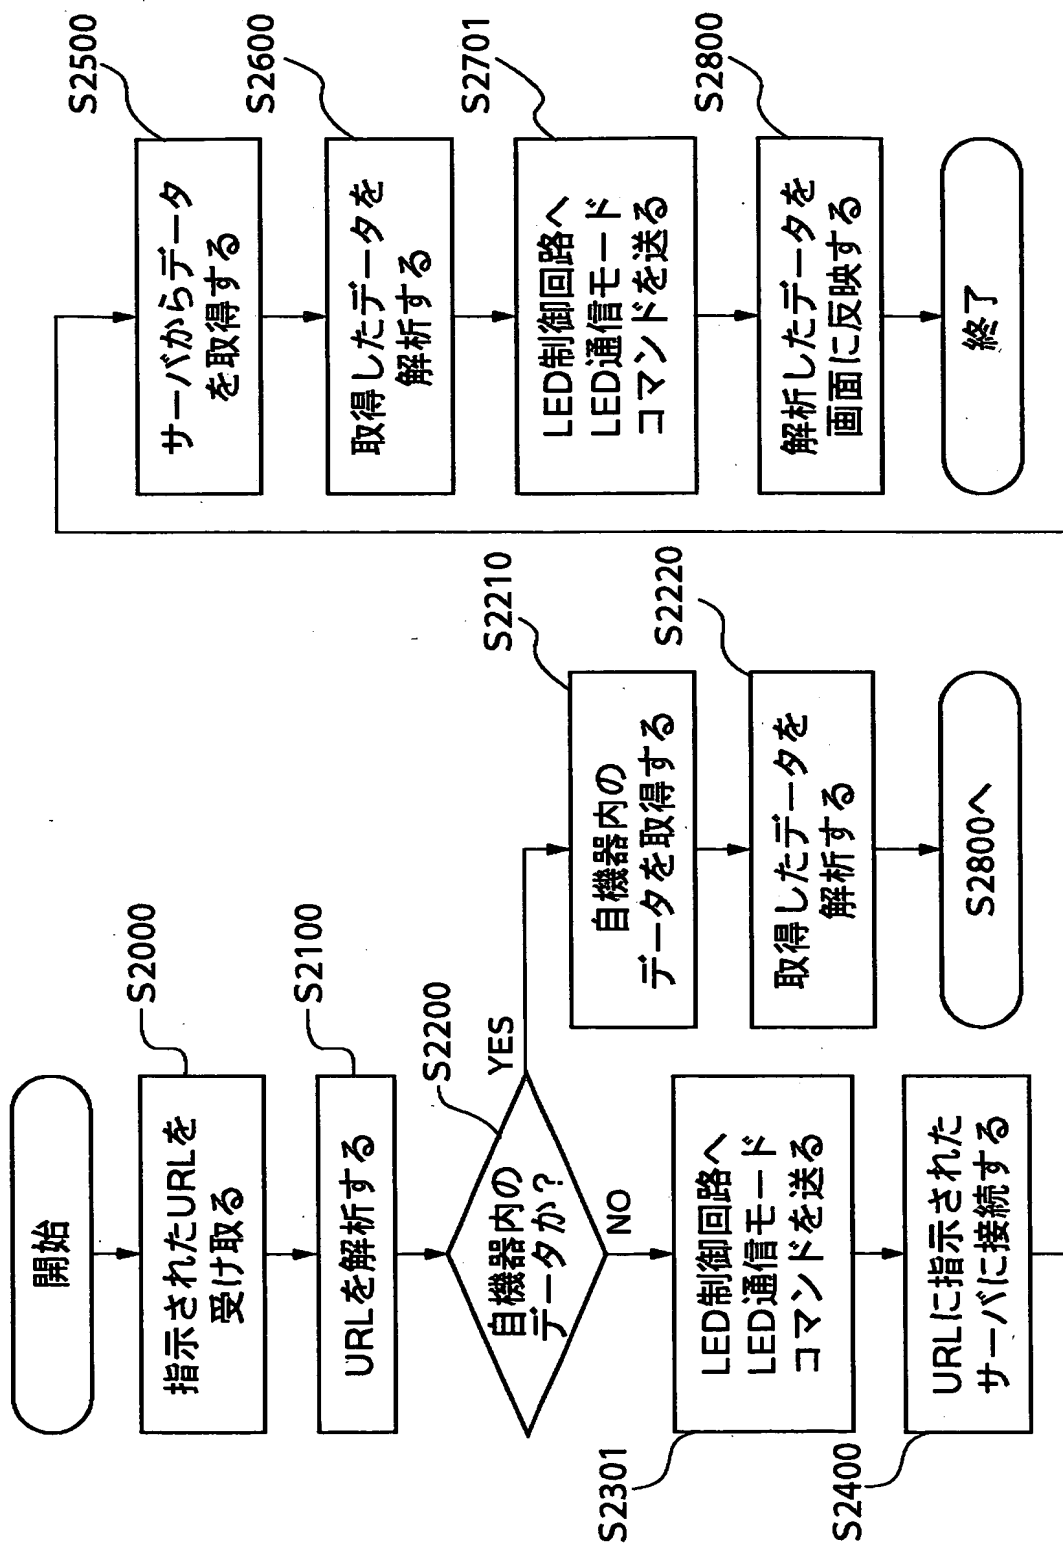 開始
S2000
指示されたURLを
受け取る
S2100
URLを解析する
S2200
自機器内の
データか?
YES
NO
S2210
自機器内の
データを取得する
S2220
取得したデータを
解析する
S2800へ
S2301
LED制御回路へ
LED通信モード
コマンドを送る
S2400
URLに指示された
サーバに接続する
S2500
サーバからデータ
を取得する
S2600
取得したデータを
解析する
S2701
LED制御回路へ
LED通信モード
コマンドを送る
S2800
解析したデータを
画面に反映する
終了